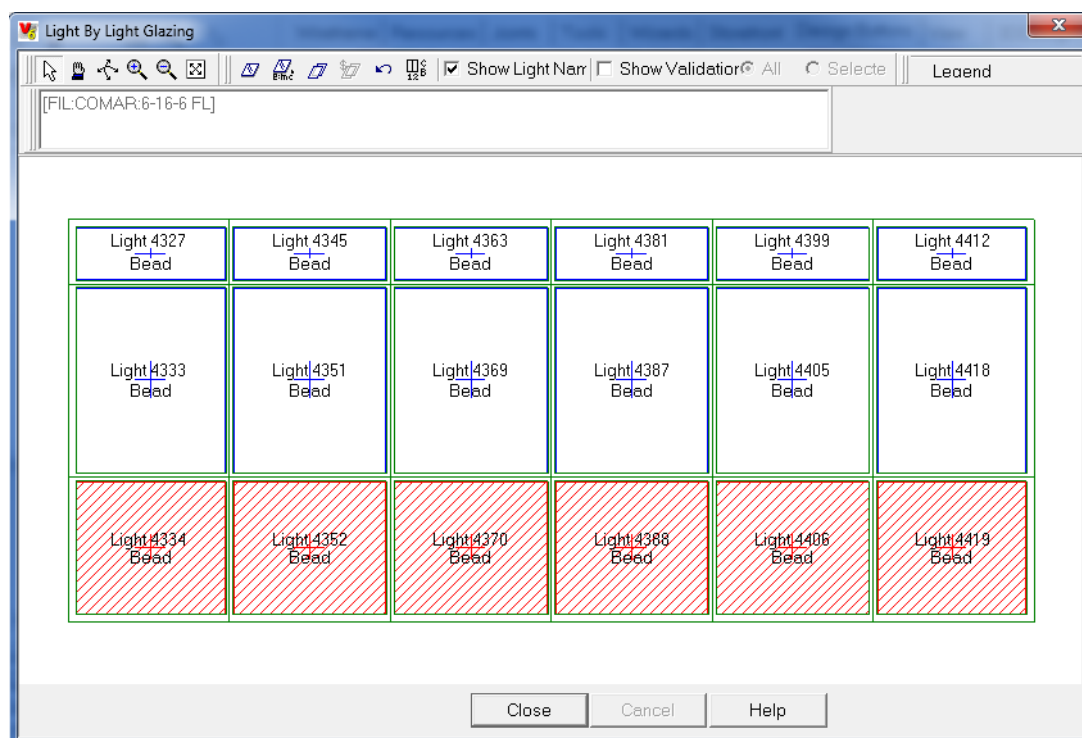 Light By Light Glazing
Show Light Nam
Show Validation
All
Selecte
Legend
[FIL:COMAR:6-16-6 FL]
Light 4327
Bead
Light 4345
Bead
Light 4363
Bead
Light 4381
Bead
Light 4399
Bead
Light 4412
Bead
Light 4333
Bead
Light 4351
Bead
Light 4369
Bead
Light 4387
Bead
Light 4405
Bead
Light 4418
Bead
Light 4334
Bead
Light 4352
Bead
Light 4370
Bead
Light 4388
Bead
Light 4406
Bead
Light 4419
Bead
Close
Cancel
Help